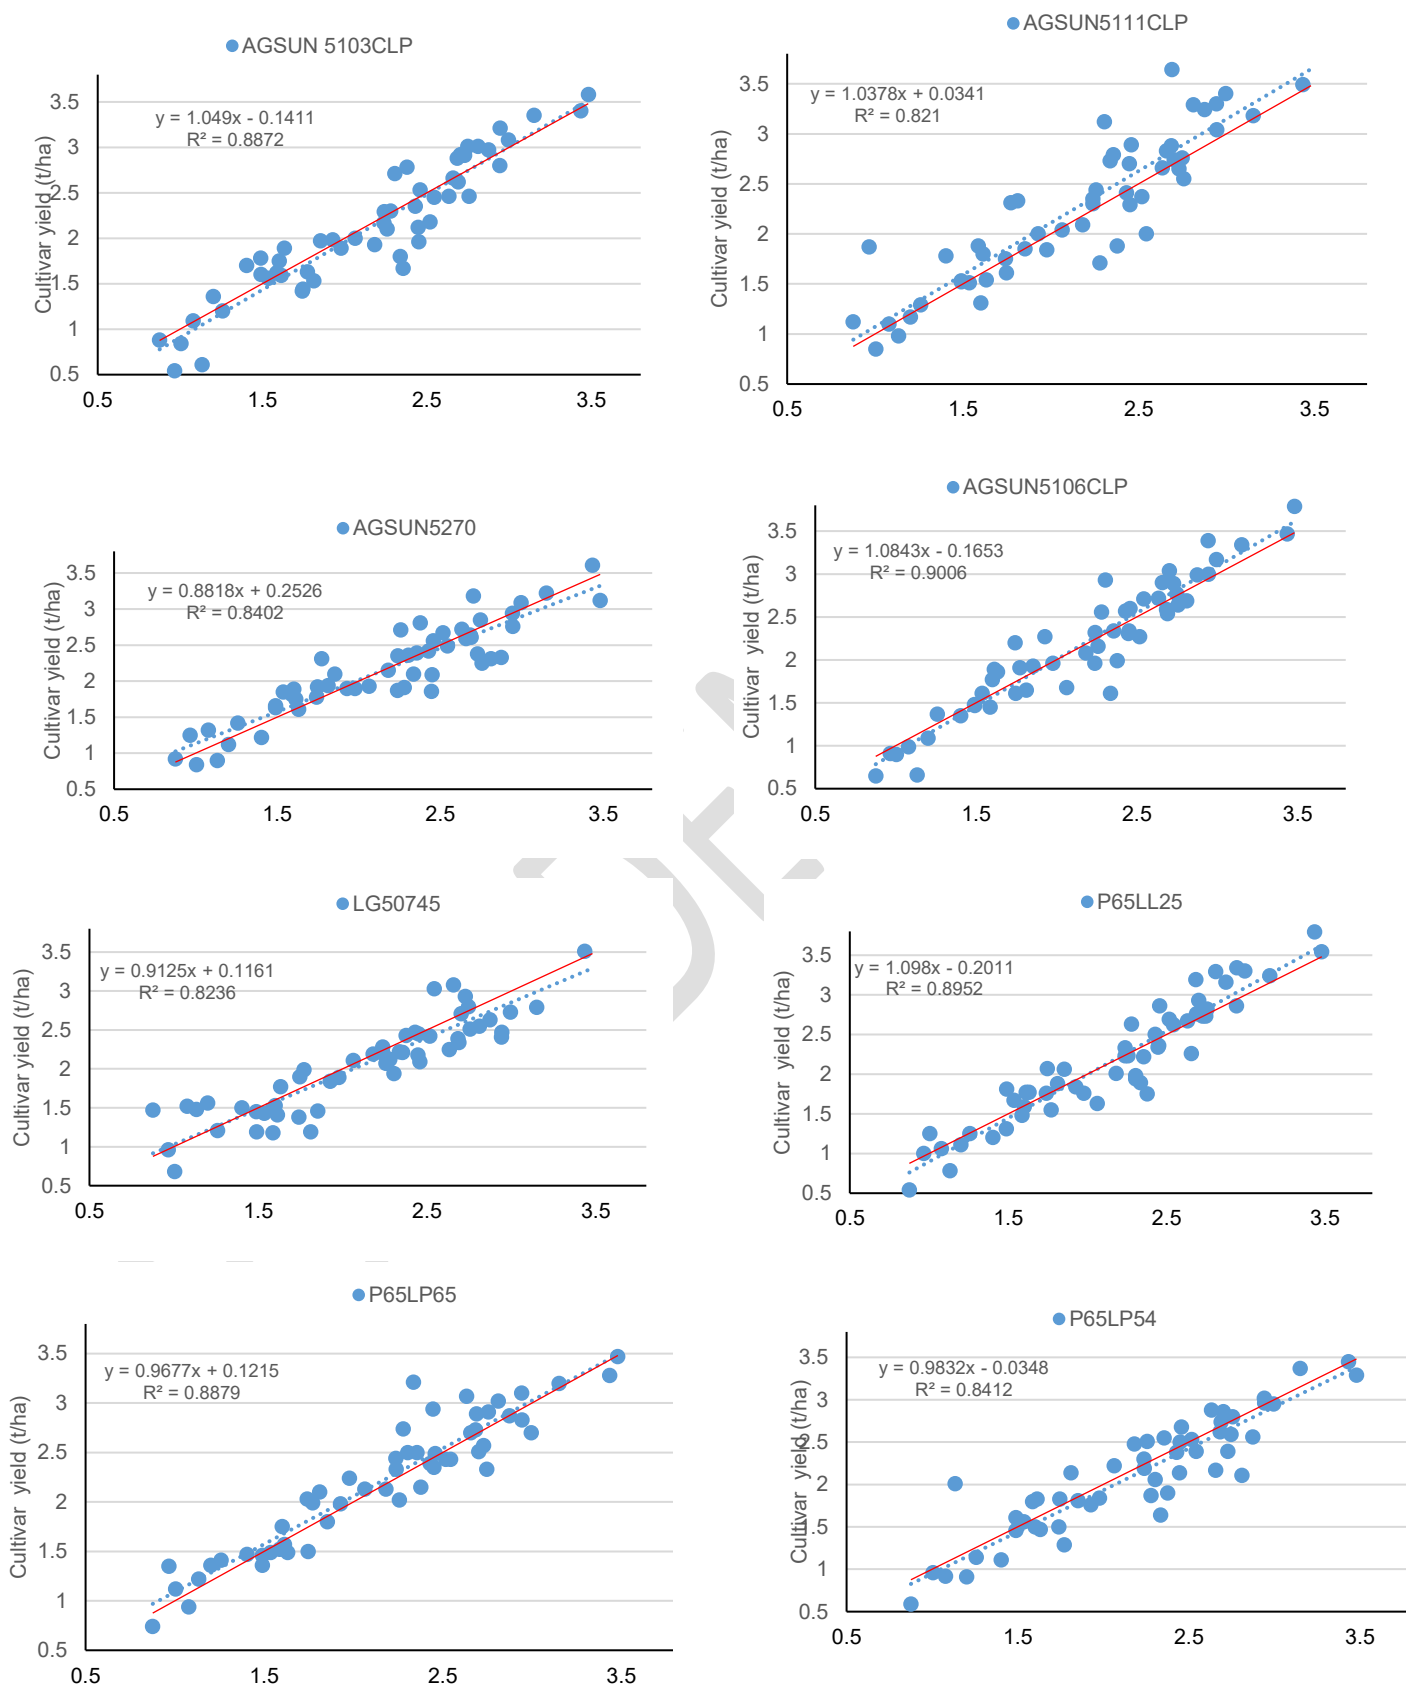 AGSUN 5103CLP
y = 1.049x - 0.1411
R² = 0.8872
Cultivar yield (t/ha)
3.5
3
2.5
2
1.5
1
0.5
0.5 1.5 2.5 3.5
AGSUN5111CLP
y = 1.0378x + 0.0341
R² = 0.821
Cultivar yield (t/ha)
3.5
3
2.5
2
1.5
1
0.5
0.5 1.5 2.5 3.5
AGSUN5270
y = 0.8818x + 0.2526
R² = 0.8402
Cultivar yield (t/ha)
3.5
3
2.5
2
1.5
1
0.5
0.5 1.5 2.5 3.5
AGSUN5106CLP
y = 1.0843x - 0.1653
R² = 0.9006
Cultivar yield (t/ha)
3.5
3
2.5
2
1.5
1
0.5
0.5 1.5 2.5 3.5
LG50745
y = 0.9125x + 0.1161
R² = 0.8236
Cultivar yield (t/ha)
3.5
3
2.5
2
1.5
1
0.5
0.5 1.5 2.5 3.5
P65LL25
y = 1.098x - 0.2011
R² = 0.8952
Cultivar yield (t/ha)
3.5
3
2.5
2
1.5
1
0.5
0.5 1.5 2.5 3.5
P65LP65
y = 0.9677x + 0.1215
R² = 0.8879
Cultivar yield (t/ha)
3.5
3
2.5
2
1.5
1
0.5
0.5 1.5 2.5 3.5
P65LP54
y = 0.9832x - 0.0348
R² = 0.8412
Cultivar yield (t/ha)
3.5
3
2.5
2
1.5
1
0.5
0.5 1.5 2.5 3.5